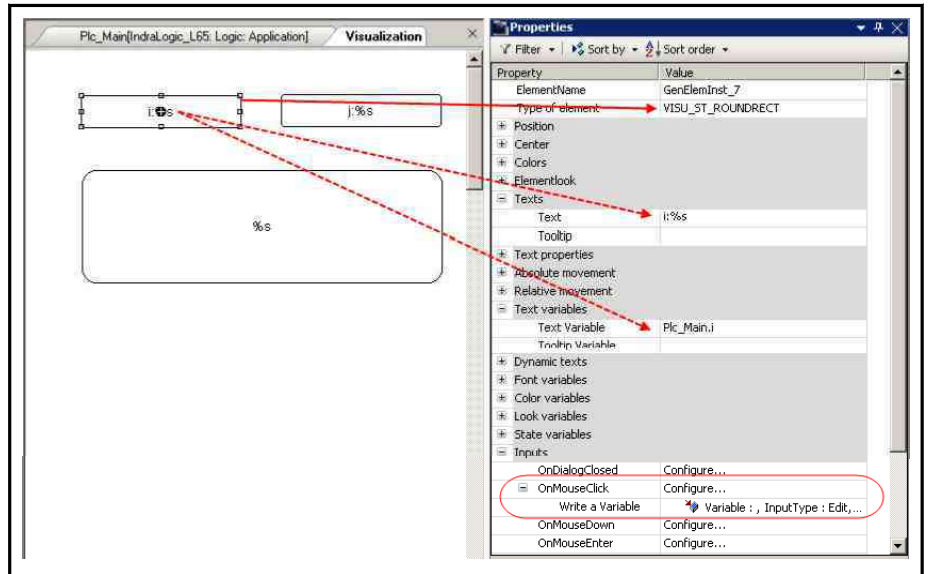 Plc_Main[IndraLogic_L65: Logic: Application]
Visualization
i:%s
j:%s
%s
Properties
Filter
Sort by
Sort order
Property Value
ElementName GenElemInst_7
Type of element VISU_ST_ROUNDRECT
Position
Center
Colors
Elementlook
Texts
Text i:%s
Tooltip
Text properties
Absolute movement
Relative movement
Text variables
Text Variable Plc_Main.i
Tooltip Variable
Dynamic texts
Font variables
Color variables
Look variables
State variables
Inputs
OnDialogClosed Configure...
OnMouseClick Configure...
Write a Variable Variable : , InputType : Edit,...
OnMouseDown Configure...
OnMouseEnter Configure...